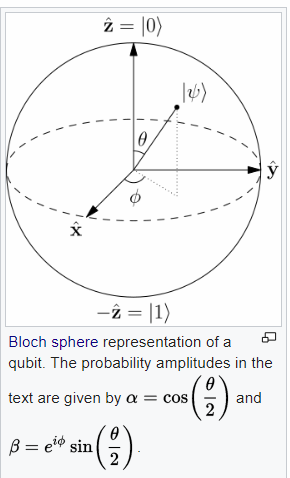 ẑ = |0⟩
|ψ⟩
θ
ϕ
ŷ
x̂
−ẑ = |1⟩
Bloch sphere representation of a
qubit. The probability amplitudes in the
text are given by α = cos(θ/2) and
β = e^{iϕ} sin(θ/2).